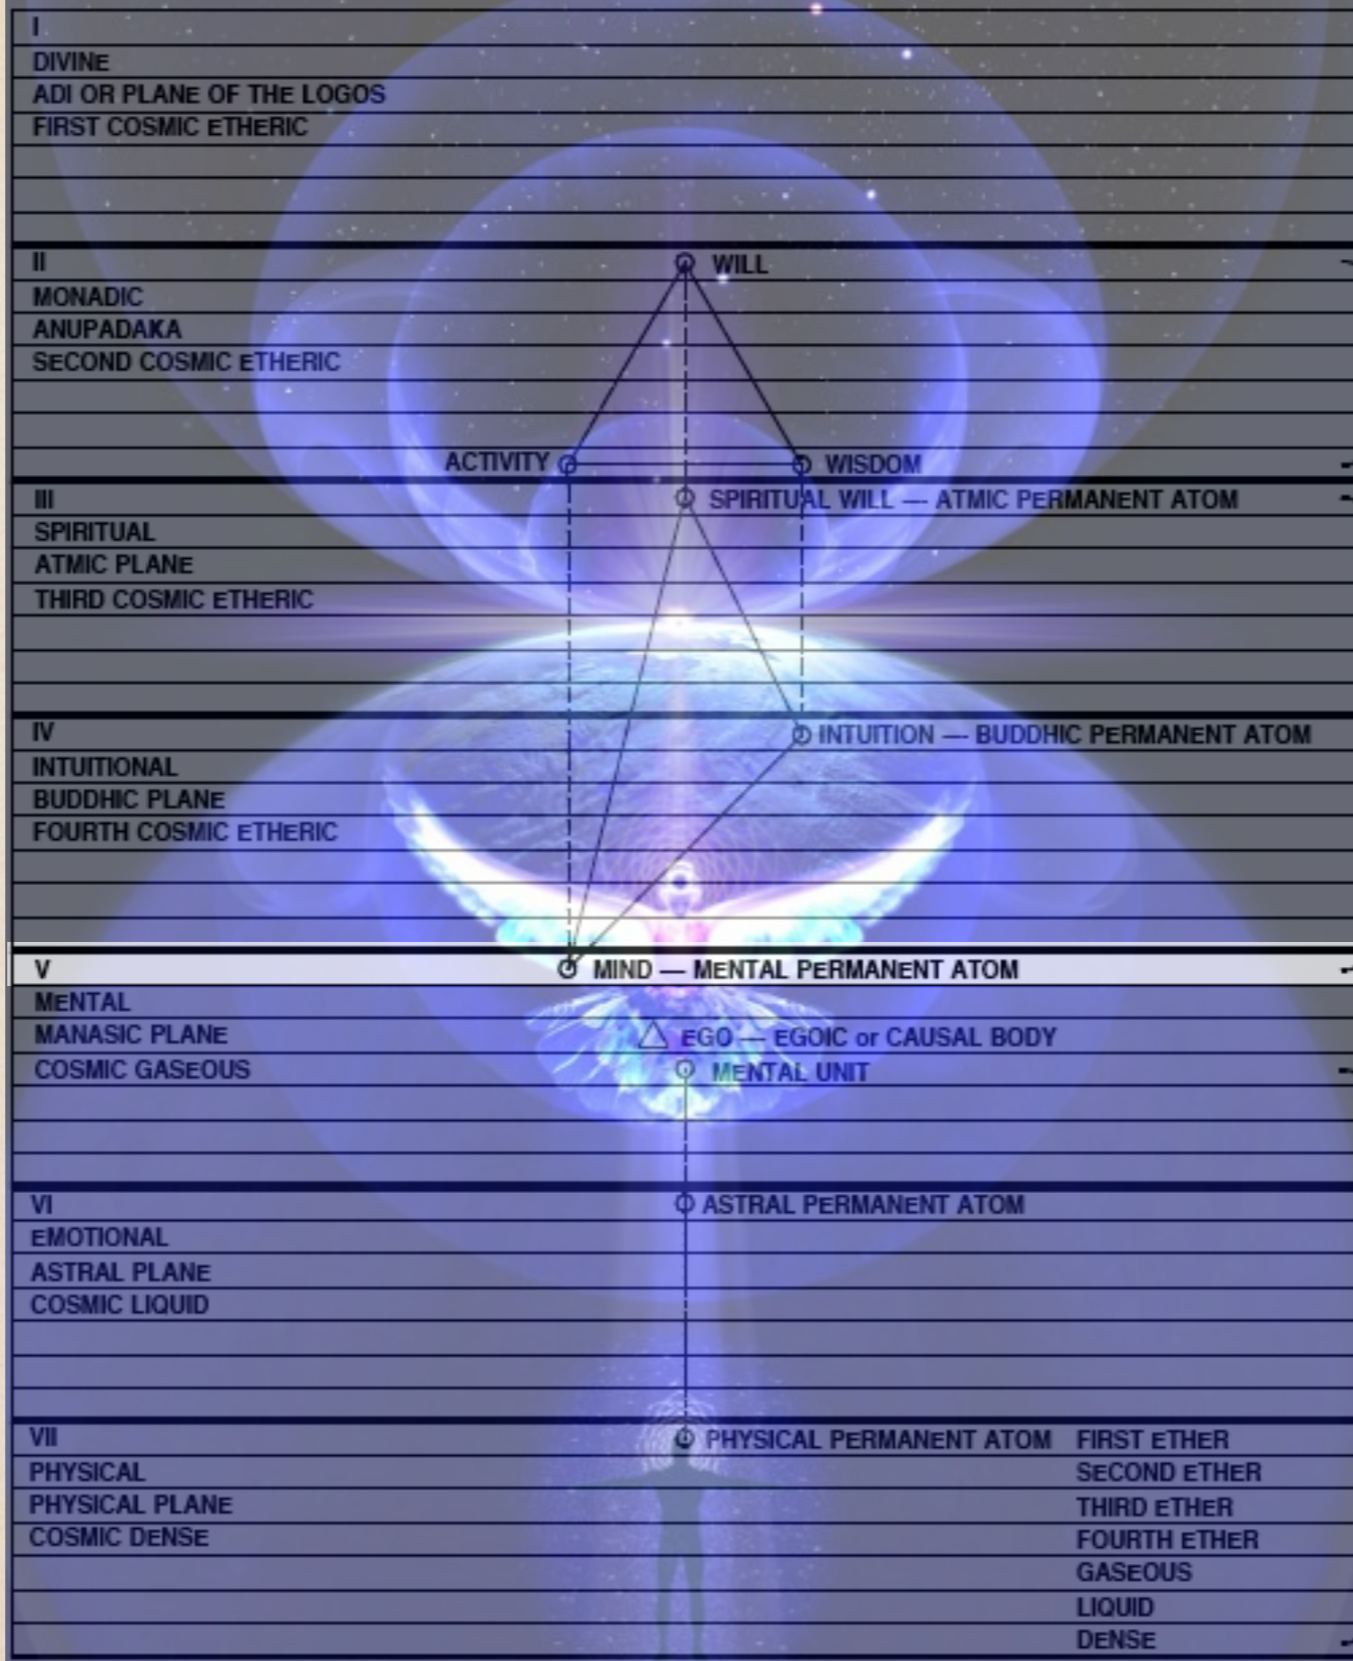 I
DIVINE
ADI OR PLANE OF THE LOGOS
FIRST COSMIC ETHERIC
II
WILL
MONADIC
ANUPADAKA
SECOND COSMIC ETHERIC
ACTIVITY
WISDOM
III
SPIRITUAL WILL — ATMIC PERMANENT ATOM
SPIRITUAL
ATMIC PLANE
THIRD COSMIC ETHERIC
IV
INTUITION — BUDDHIC PERMANENT ATOM
INTUITIONAL
BUDDHIC PLANE
FOURTH COSMIC ETHERIC
V
MIND — MENTAL PERMANENT ATOM
MENTAL
MANASIC PLANE
EGO — EGOIC or CAUSAL BODY
COSMIC GASEOUS
MENTAL UNIT
VI
ASTRAL PERMANENT ATOM
EMOTIONAL
ASTRAL PLANE
COSMIC LIQUID
VII
PHYSICAL PERMANENT ATOM
FIRST ETHER
PHYSICAL
SECOND ETHER
PHYSICAL PLANE
THIRD ETHER
COSMIC DENSE
FOURTH ETHER
GASEOUS
LIQUID
DENSE